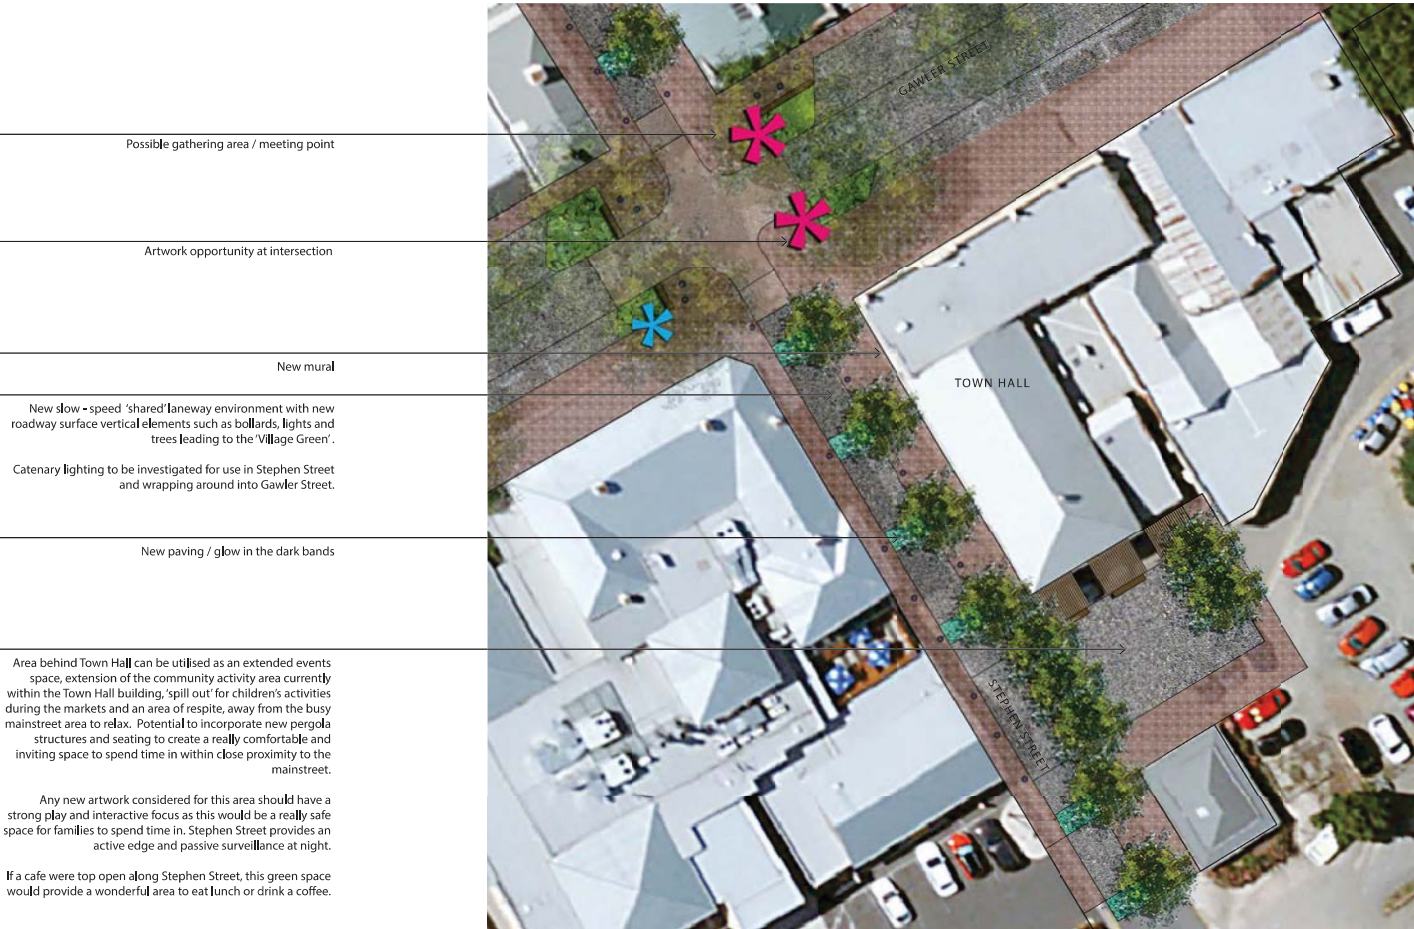 Possible gathering area / meeting point
Artwork opportunity at intersection
New mural
New slow - speed ‘shared’ laneway environment with new
roadway surface vertical elements such as bollards, lights and
trees leading to the ‘Village Green’ .
Catenary lighting to be investigated for use in Stephen Street
and wrapping around into Gawler Street.
New paving / glow in the dark bands
Area behind Town Hall can be utilised as an extended events
space, extension of the community activity area currently
within the Town Hall building, ‘spill out’ for children’s activities
during the markets and an area of respite, away from the busy
mainstreet area to relax. Potential to incorporate new pergola
structures and seating to create a really comfortable and
inviting space to spend time in within close proximity to the
mainstreet.
Any new artwork considered for this area should have a
strong play and interactive focus as this would be a really safe
space for families to spend time in. Stephen Street provides an
active edge and passive surveillance at night.
If a cafe were top open along Stephen Street, this green space
would provide a wonderful area to eat lunch or drink a coffee.
GAWLER STREET
TOWN HALL
STEPHEN STREET